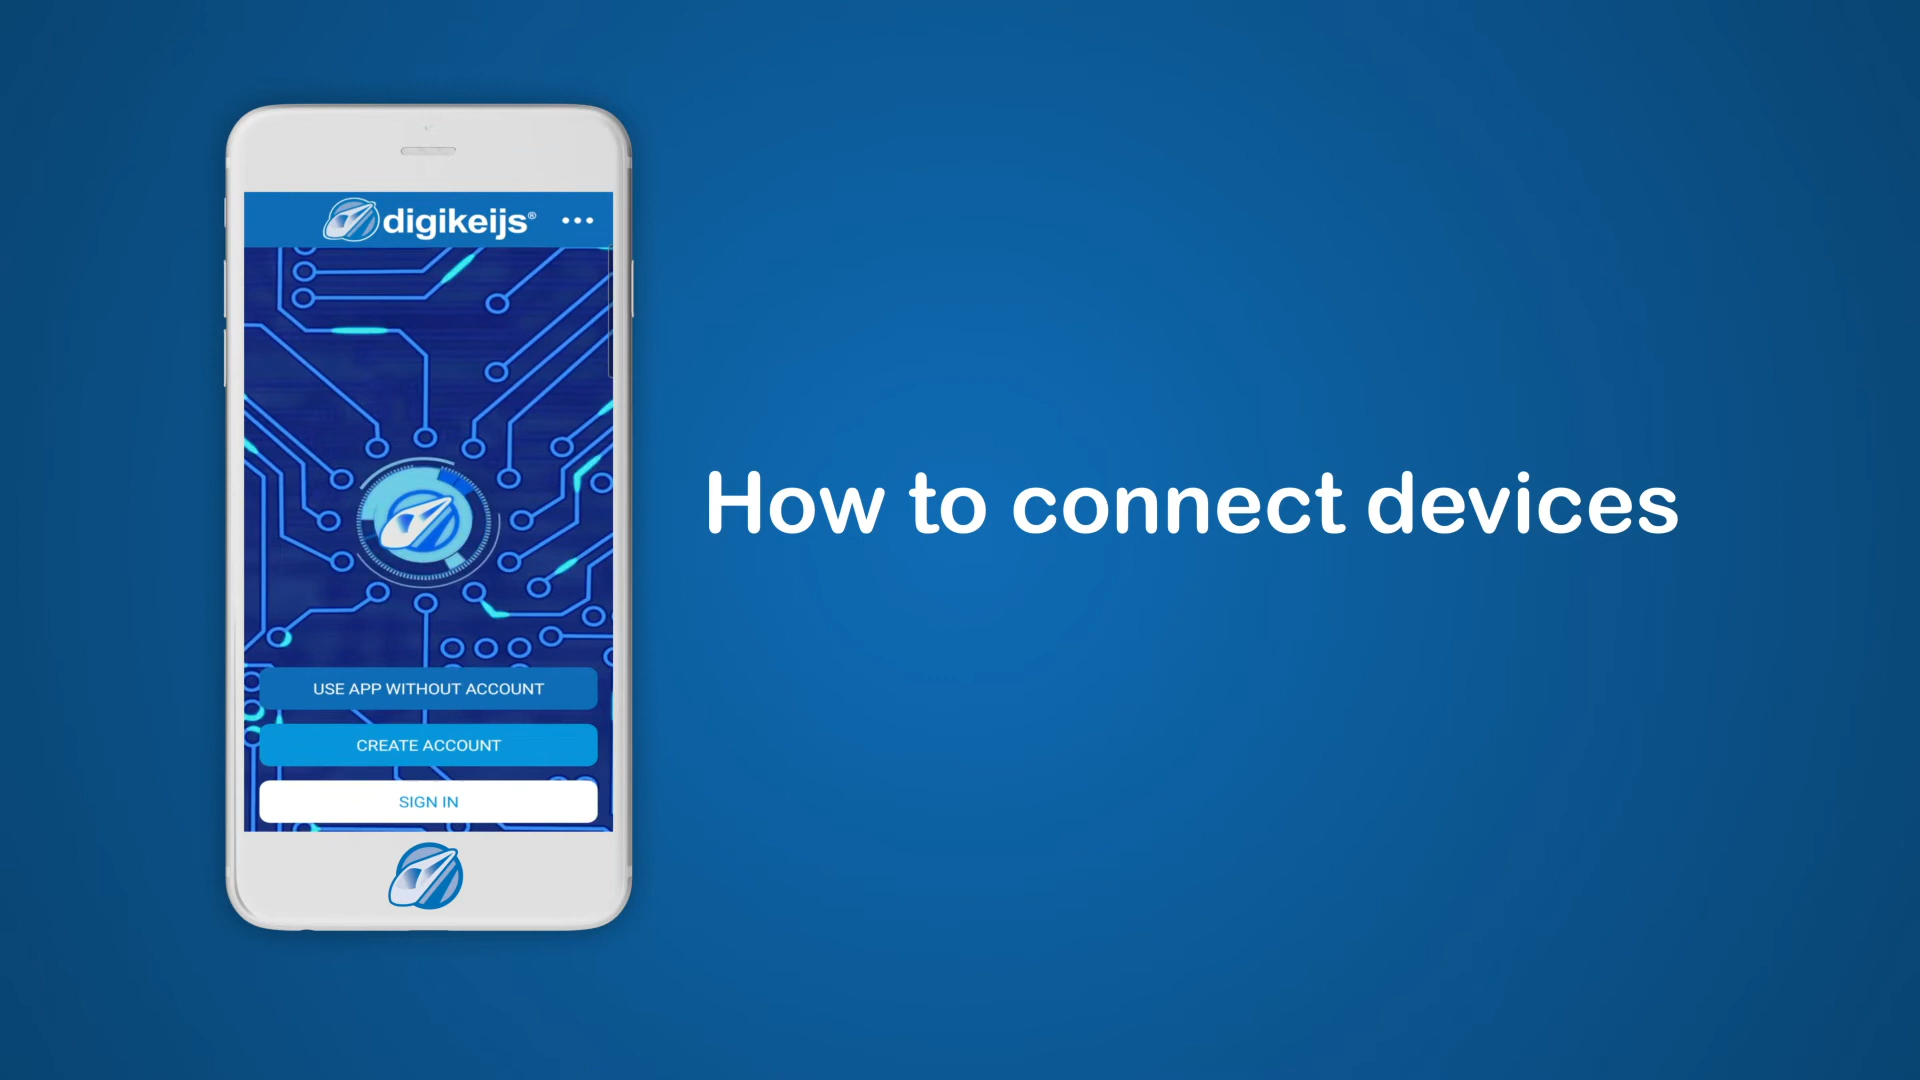 digikeijs®
How to connect devices
USE APP WITHOUT ACCOUNT
CREATE ACCOUNT
SIGN IN